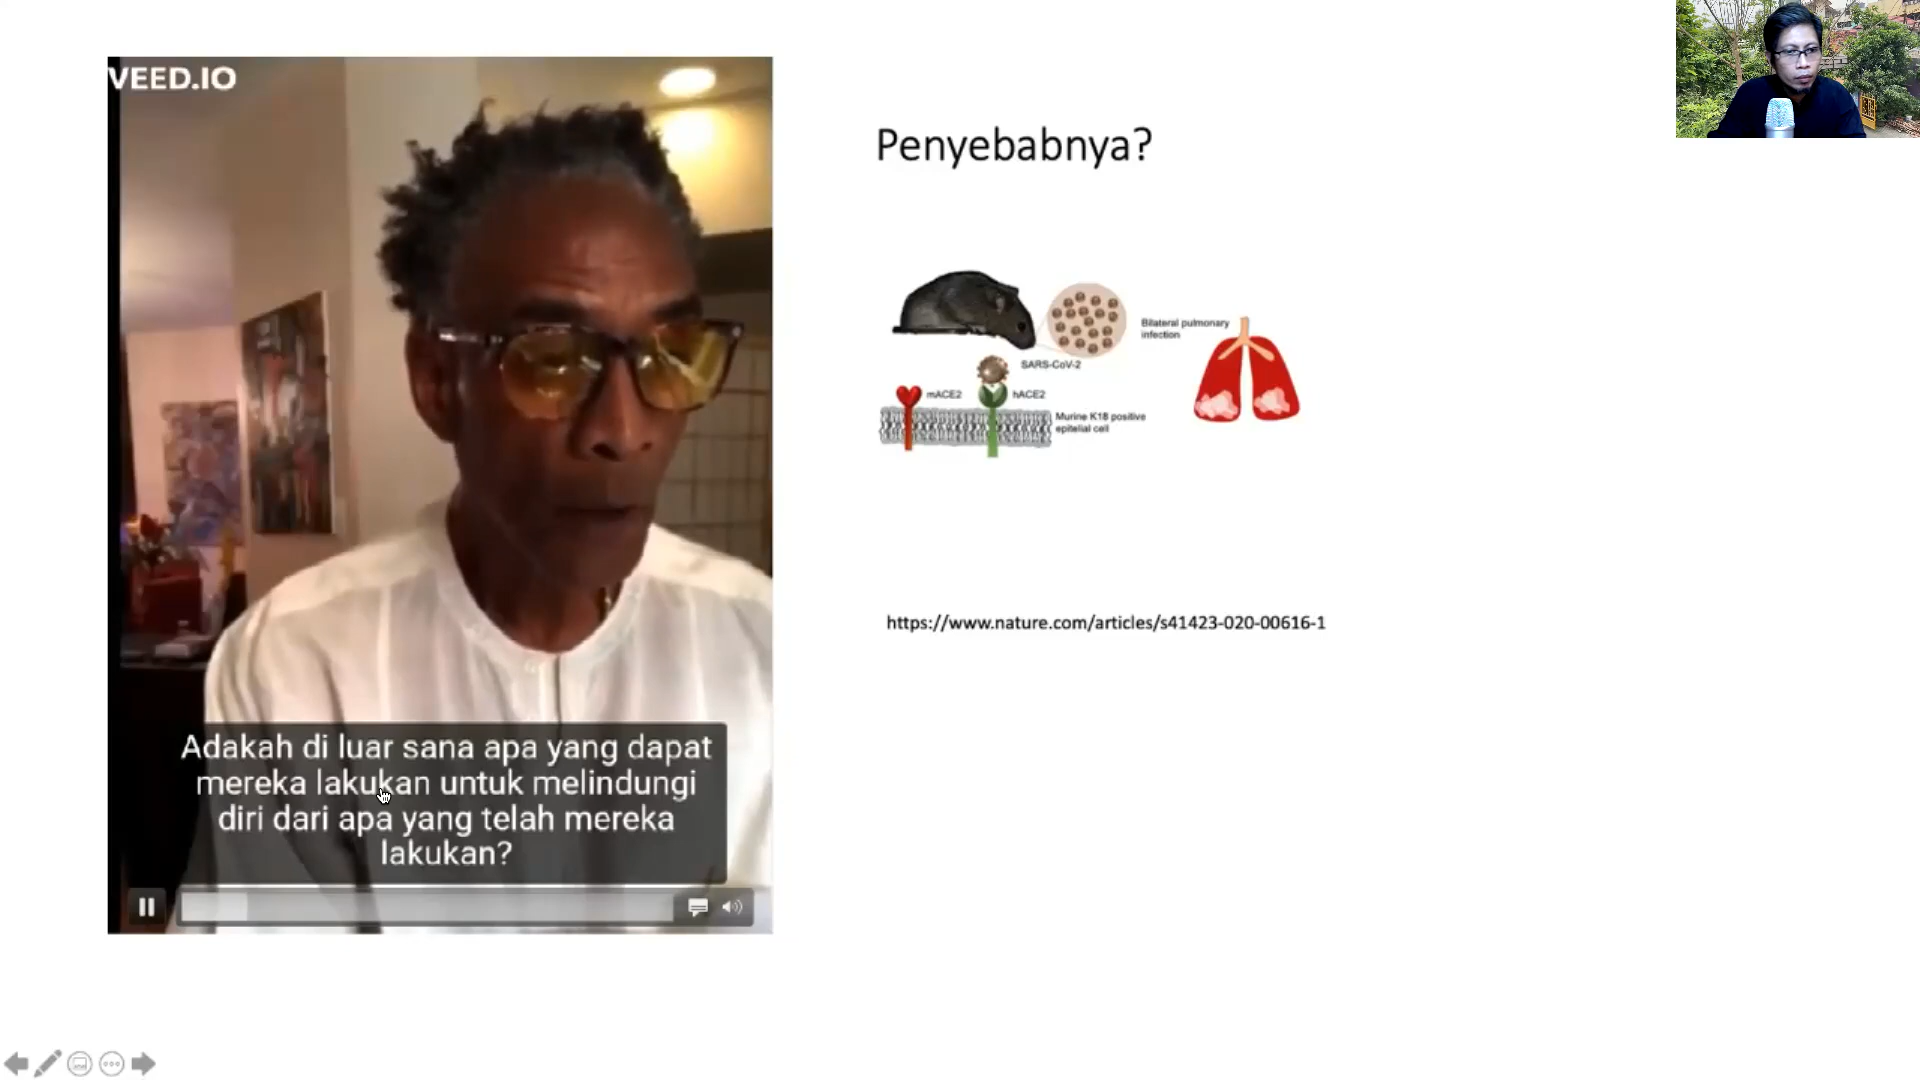 VEED.IO
Penyebabnya?
Bilateral pulmonary
infection
SARS-CoV-2
mACE2
hACE2
Murine K18 positive
epitelial cell
https://www.nature.com/articles/s41423-020-00616-1
Adakah di luar sana apa yang dapat
mereka lakukan untuk melindungi
diri dari apa yang telah mereka
lakukan?